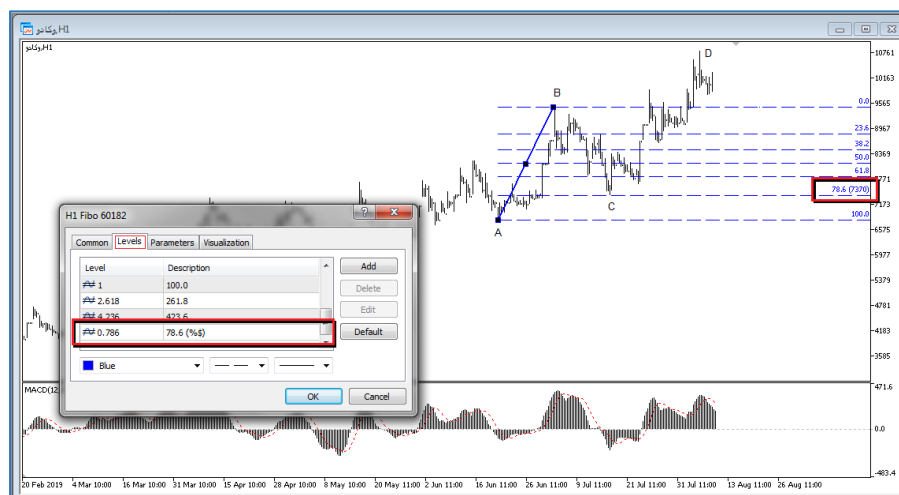 وکادو,H1
وکادو,H1
D
10761
10163
B
0.0
9565
23.6
8967
38.2
8369
50.0
61.8
7771
78.6 (7370)
C
7173
100.0
A
6575
5977
5379
4781
4183
3585
H1 Fibo 60182
Common Levels Parameters Visualization
Level Description
1 100.0
2.618 261.8
4.236 423.6
0.786 78.6 (%$)
Add
Delete
Edit
Default
Blue
OK Cancel
MACD(12,
471.6
0.0
-483.4
20 Feb 2019 4 Mar 10:00 16 Mar 10:00 31 Mar 10:00 15 Apr 10:00 28 Apr 10:00 8 May 10:00 20 May 11:00 2 Jun 11:00 16 Jun 11:00 26 Jun 11:00 9 Jul 11:00 21 Jul 11:00 31 Jul 11:00 13 Aug 11:00 26 Aug 11:00